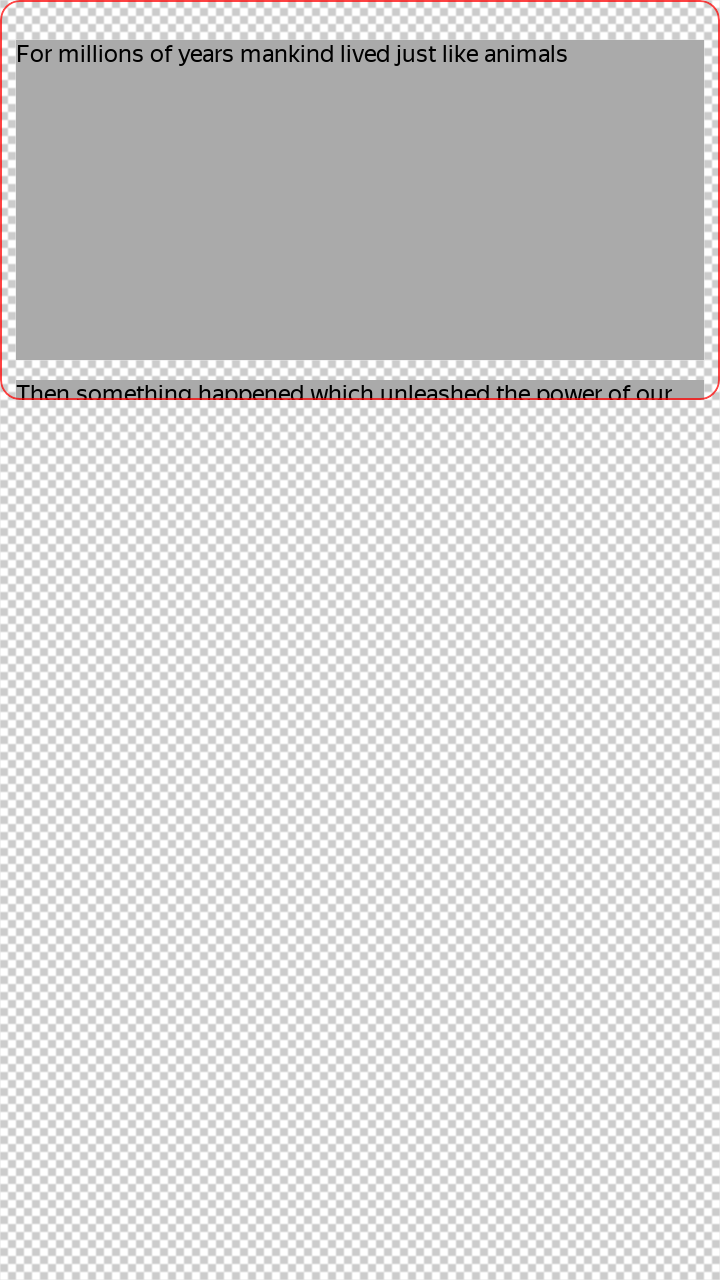 For millions of years mankind lived just like animals
Then something happened which unleashed the power of our